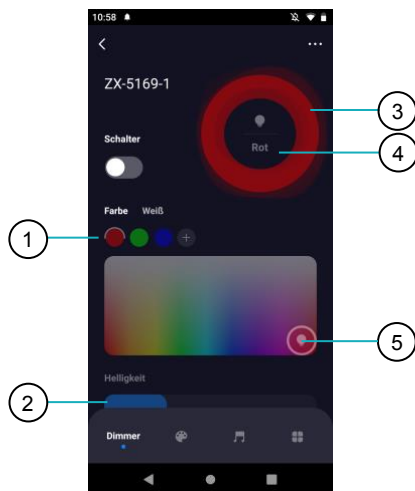 10:58
ZX-5169-1
3
4
Rot
Schalter
Farbe Weiß
1
+
5
Helligkeit
2
Dimmer